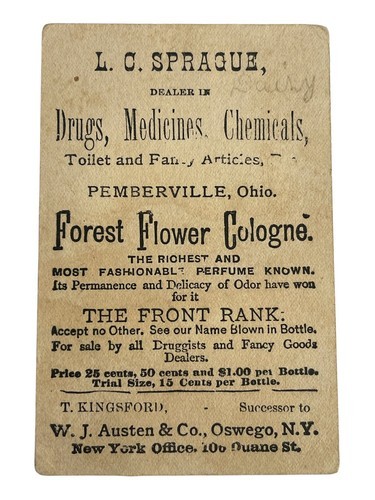 L. C. SPRAGUE,
DEALER IN
Drugs, Medicines, Chemicals,
Toilet and Fancy Articles,
PEMBERVILLE, Ohio.
Forest Flower Cologne.
THE RICHEST AND
MOST FASHIONABLE PERFUME KNOWN.
Its Permanence and Delicacy of Odor have won
for it
THE FRONT RANK:
Accept no Other. See our Name Blown in Bottle.
For sale by all Druggists and Fancy Goods
Dealers.
Price 25 cents, 50 cents and $1.00 per Bottle.
Trial Size, 15 Cents per Bottle.
T. KINGSFORD, - Successor to
W. J. Austen & Co., Oswego, N.Y.
New York Office, 106 Duane St.